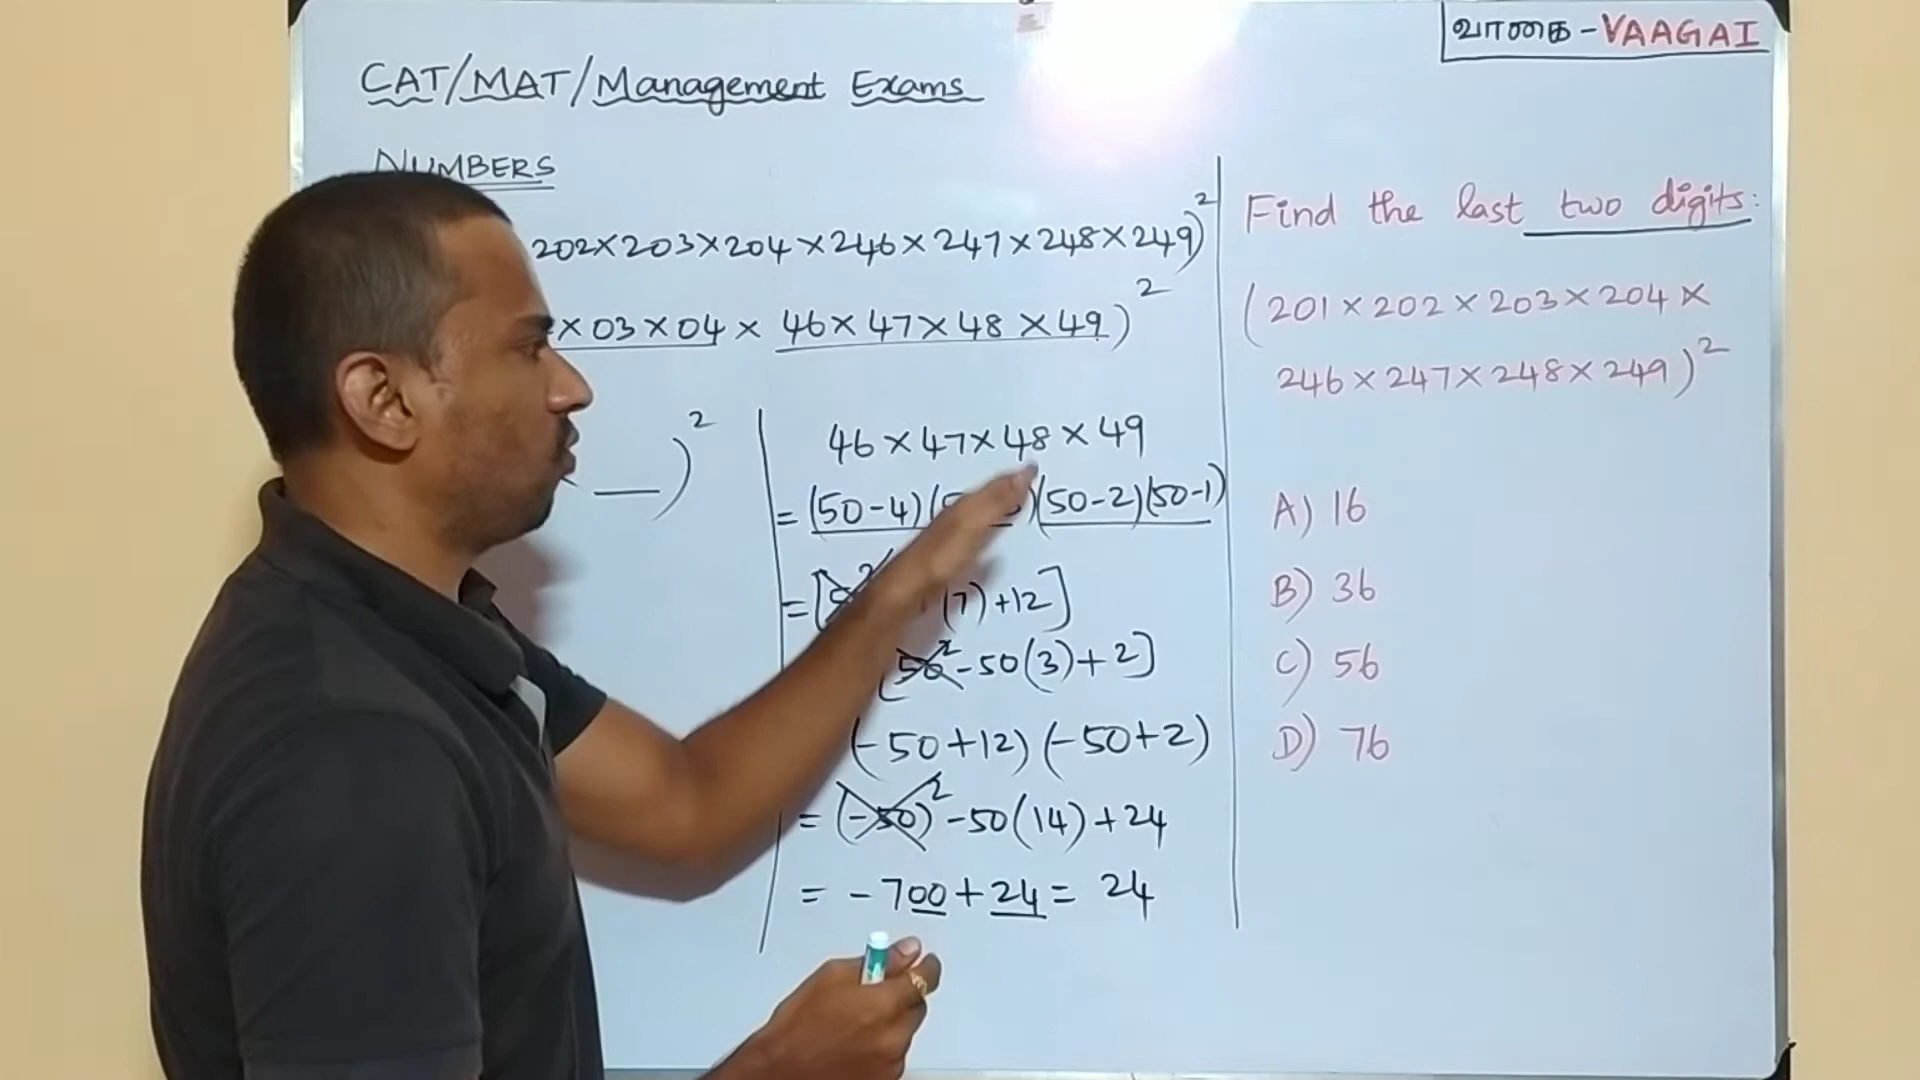 வாகை - VAAGAI
CAT/MAT/Management Exams
NUMBERS
202×203×204×246×247×248×249)²
×03×04× 46×47×48×49)²
× __)²
46×47×48×49
=(50-4)( )(50-2)(50-1)
=[ (7)+12]
[50²-50(3)+2]
(-50+12)(-50+2)
=(-50)²-50(14)+24
= -700+24= 24
Find the last two digits:
(201×202×203×204×
246×247×248×249)²
A) 16
B) 36
C) 56
D) 76